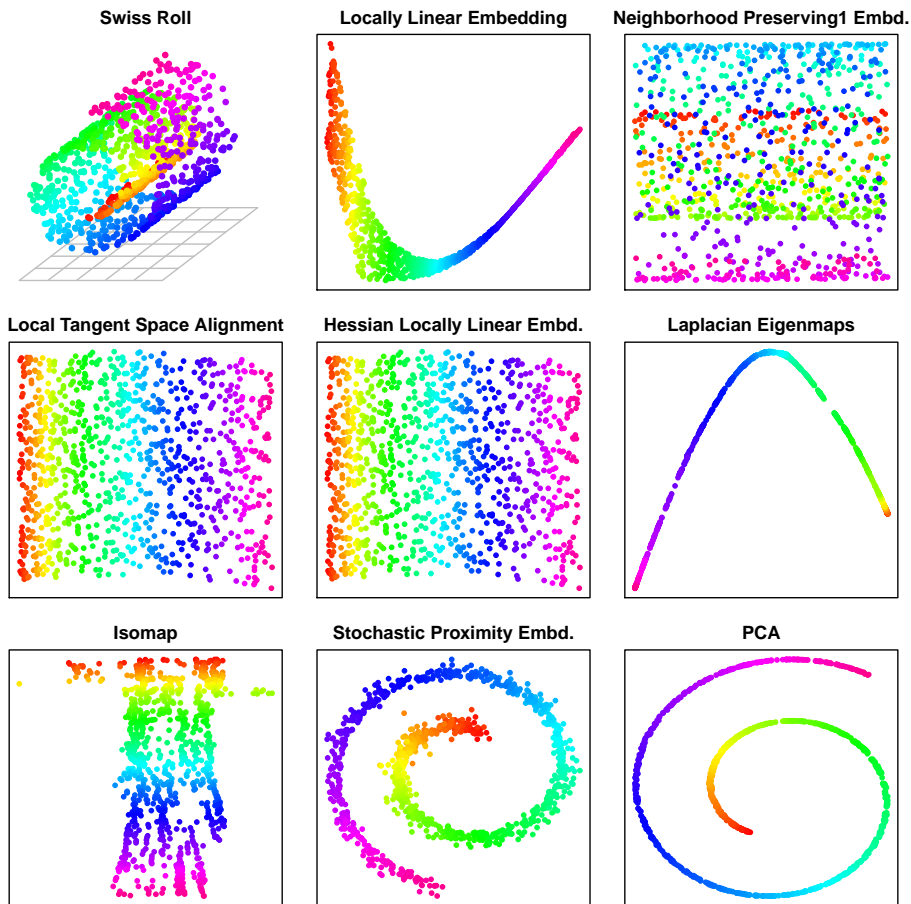 Swiss Roll
Locally Linear Embedding
Neighborhood Preserving1 Embd.
Local Tangent Space Alignment
Hessian Locally Linear Embd.
Laplacian Eigenmaps
Isomap
Stochastic Proximity Embd.
PCA